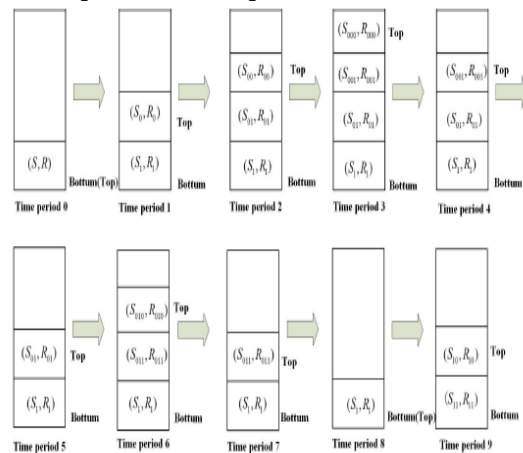 (S,R)
Bottum(Top)
Time period 0
(S₀,R₀)
Top
(S₁,R₁)
Bottum
Time period 1
(S₀₀,R₀₀)
Top
(S₀₁,R₀₁)
(S₁,R₁)
Bottum
Time period 2
(S₀₀₀,R₀₀₀)
Top
(S₀₀₁,R₀₀₁)
(S₀₁,R₀₁)
(S₁,R₁)
Bottum
Time period 3
(S₀₀₁,R₀₀₁)
Top
(S₀₁,R₀₁)
(S₁,R₁)
Bottum
Time period 4
(S₀₁,R₀₁)
Top
(S₁,R₁)
Bottum
Time period 5
(S₀₁₀,R₀₁₀)
Top
(S₀₁₁,R₀₁₁)
(S₁,R₁)
Bottum
Time period 6
(S₀₁₁,R₀₁₁)
Top
(S₁,R₁)
Bottum
Time period 7
(S₁,R₁)
Bottum(Top)
Time period 8
(S₁₀,R₁₀)
Top
(S₁₁,R₁₁)
Bottum
Time period 9